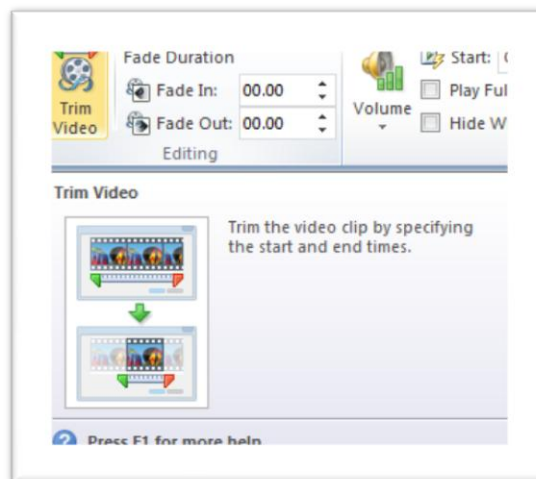 Fade Duration
Trim
Video
Fade In: 00.00
Fade Out: 00.00
Editing
Volume
Start:
Play
Hide
Trim Video
Trim the video clip by specifying
the start and end times.
Press F1 for more help